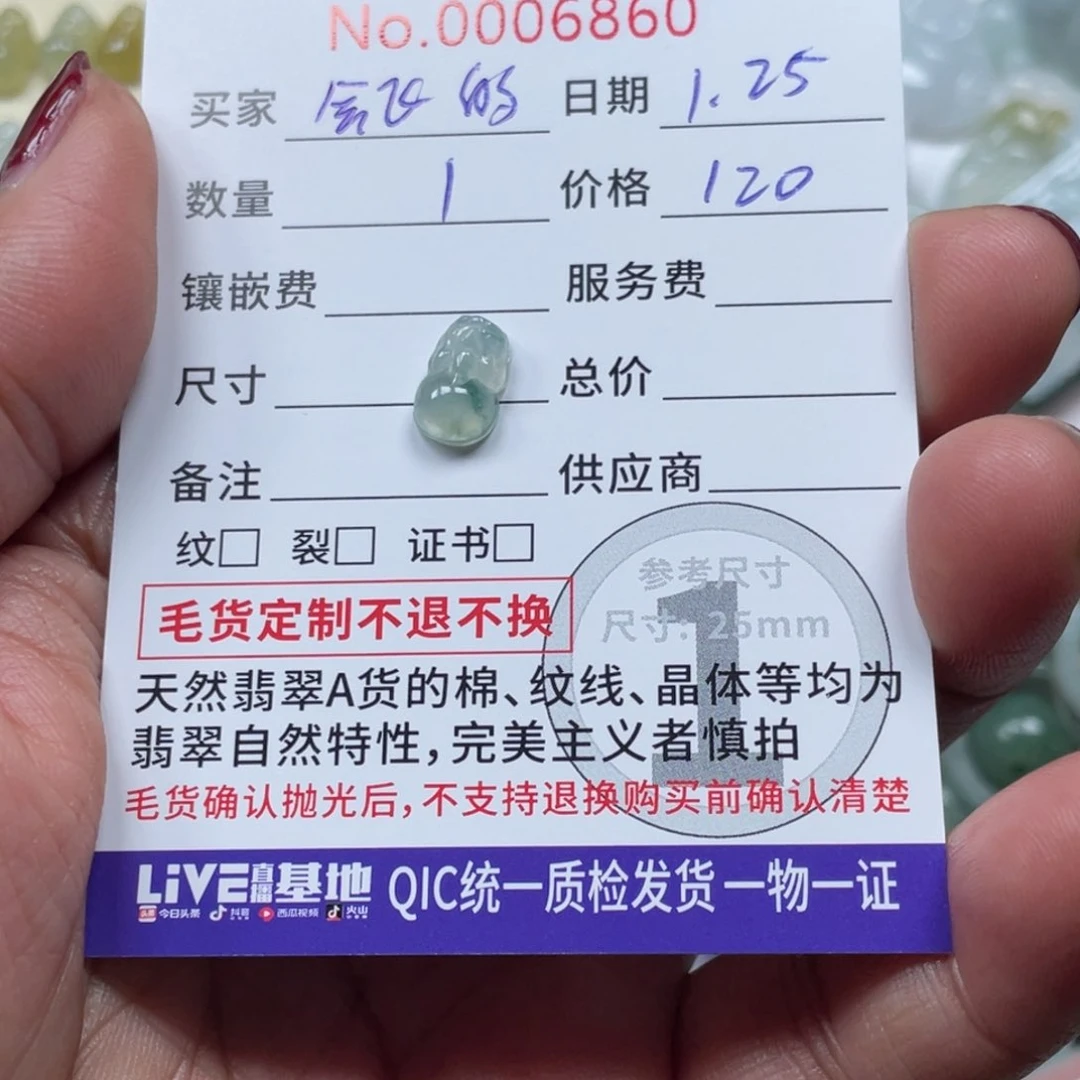 No.0006860
买家 会飞的 日期 1.25
数量 1 价格 120
镶嵌费 服务费
尺寸 总价
备注 供应商
纹□ 裂□ 证书□
参考尺寸
尺寸: 25mm
1
毛货定制不退不换
天然翡翠A货的棉、纹线、晶体等均为
翡翠自然特性,完美主义者慎拍
毛货确认抛光后,不支持退换购买前确认清楚
LiVE直播基地 QIC统一质检发货一物一证
头条 今日头条 抖音 西瓜视频 火山